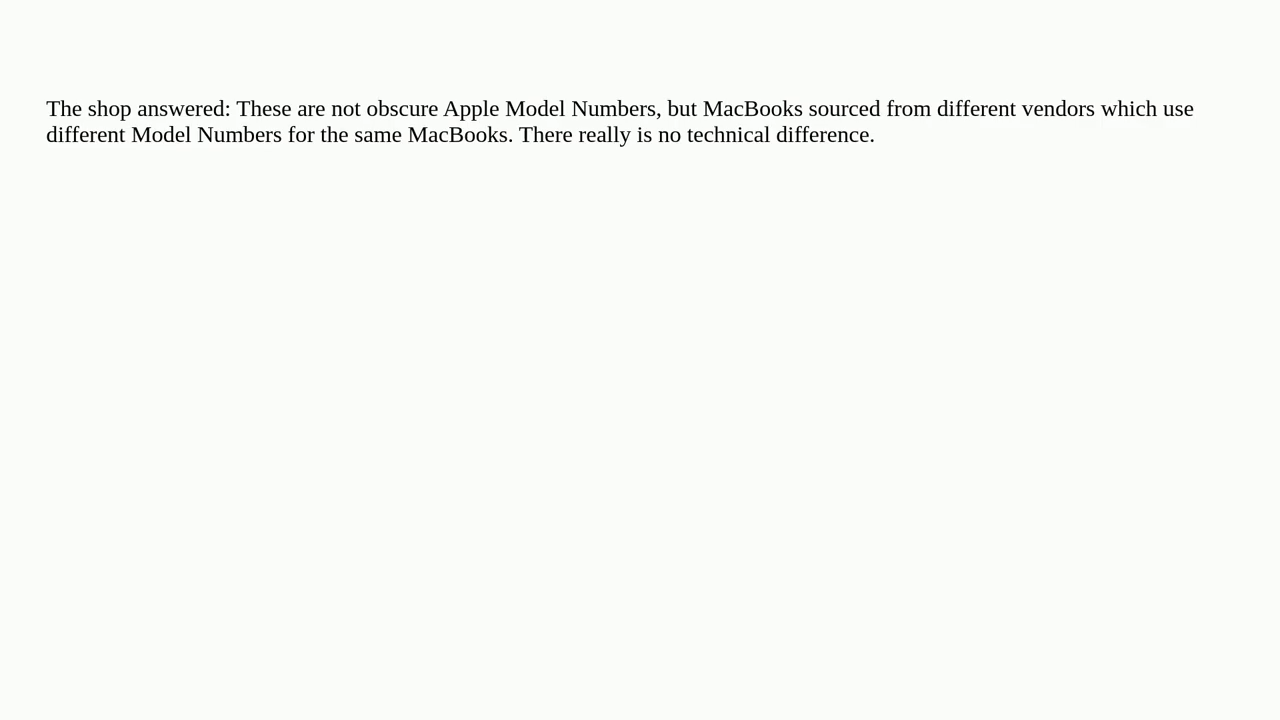 The shop answered: These are not obscure Apple Model Numbers, but MacBooks sourced from different vendors which use
different Model Numbers for the same MacBooks. There really is no technical difference.